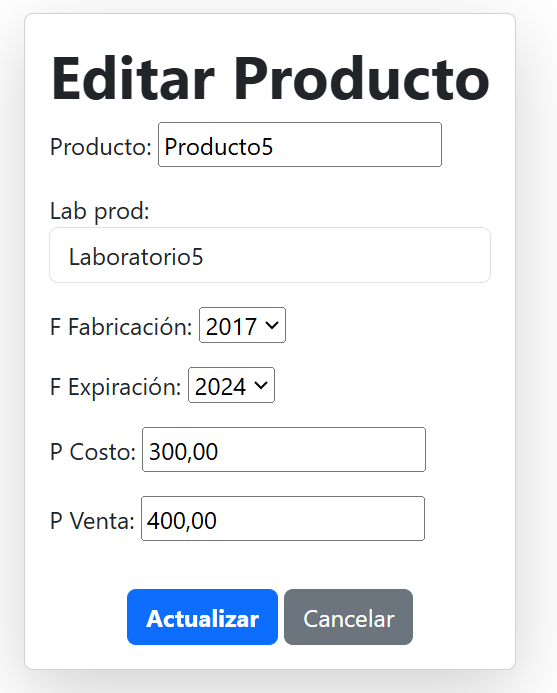 Editar Producto
Producto: Producto5
Lab prod:
Laboratorio5
F Fabricación: 2017
F Expiración: 2024
P Costo: 300,00
P Venta: 400,00
Actualizar Cancelar